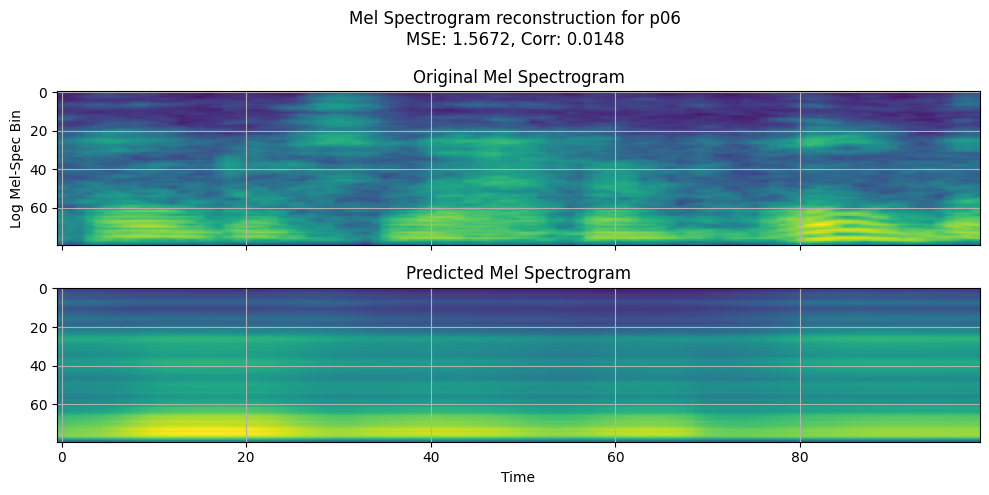 Mel Spectrogram reconstruction for p06
MSE: 1.5672, Corr: 0.0148
Original Mel Spectrogram
Log Mel-Spec Bin
0
20
40
60
Predicted Mel Spectrogram
0
20
40
60
0 20 40 60 80
Time